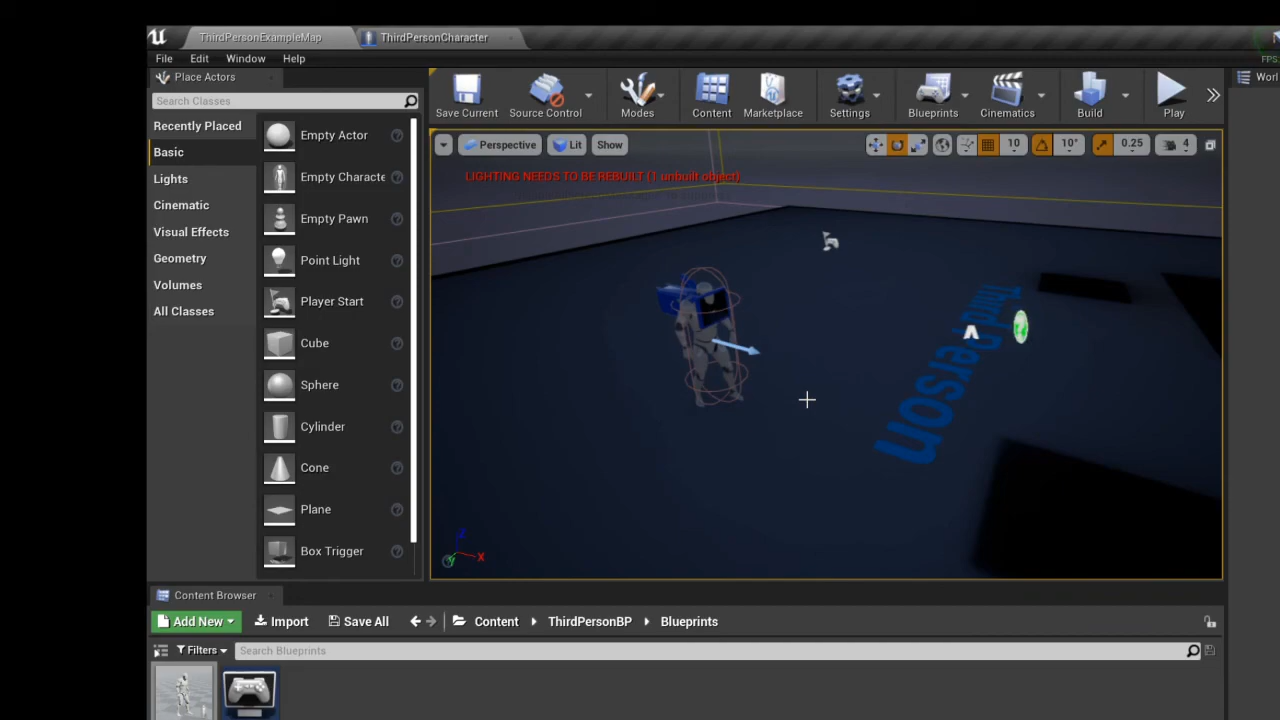 ThirdPersonExampleMap
ThirdPersonCharacter
FPS
File
Edit
Window
Help
Place Actors
Search Classes
Recently Placed
Basic
Lights
Cinematic
Visual Effects
Geometry
Volumes
All Classes
Empty Actor
Empty Characte
Empty Pawn
Point Light
Player Start
Cube
Sphere
Cylinder
Cone
Plane
Box Trigger
Save Current
Source Control
Modes
Content
Marketplace
Settings
Blueprints
Cinematics
Build
Play
Worl
Perspective
Lit
Show
10
10°
0.25
4
LIGHTING NEEDS TO BE REBUILT (1 unbuilt object)
Third Person
Z
X
Y
Content Browser
Add New
Import
Save All
Content
ThirdPersonBP
Blueprints
Filters
Search Blueprints